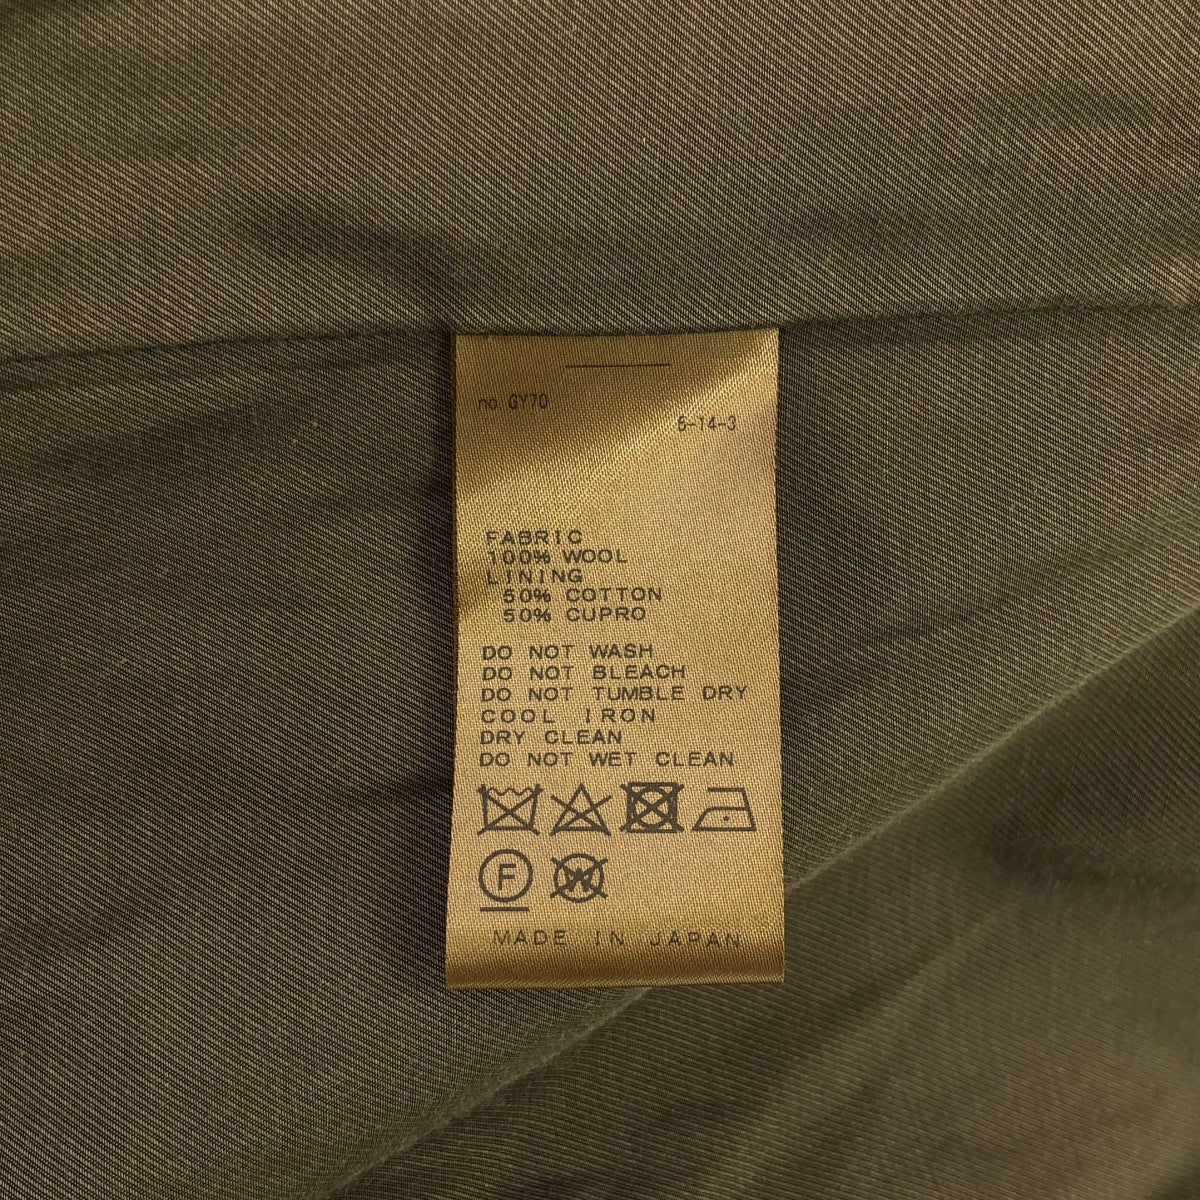 no GY70
6-14-3
FABRIC
100% WOOL
LINING
50% COTTON
50% CUPRO
DO NOT WASH
DO NOT BLEACH
DO NOT TUMBLE DRY
COOL IRON
DRY CLEAN
DO NOT WET CLEAN
F W
MADE IN JAPAN